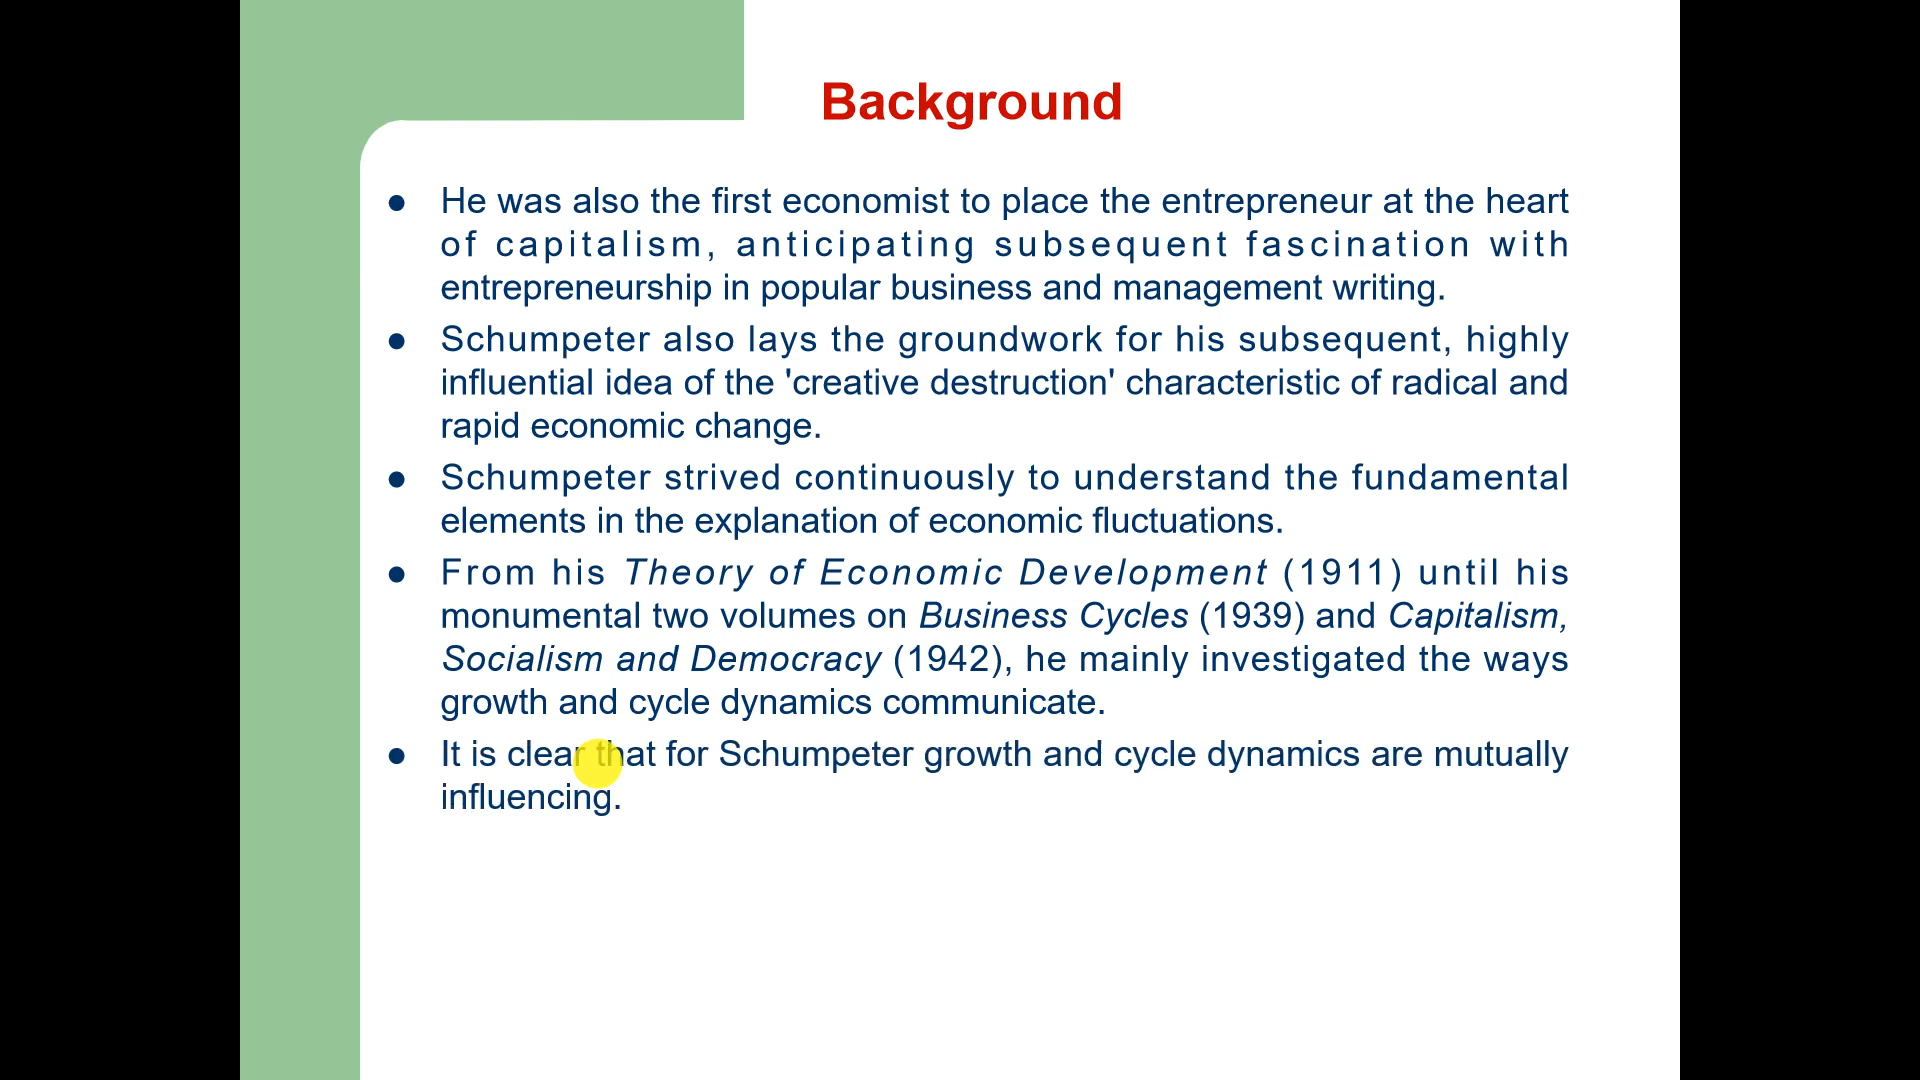 Background
● He was also the first economist to place the entrepreneur at the heart
of capitalism, anticipating subsequent fascination with
entrepreneurship in popular business and management writing.
● Schumpeter also lays the groundwork for his subsequent, highly
influential idea of the 'creative destruction' characteristic of radical and
rapid economic change.
● Schumpeter strived continuously to understand the fundamental
elements in the explanation of economic fluctuations.
● From his Theory of Economic Development (1911) until his
monumental two volumes on Business Cycles (1939) and Capitalism,
Socialism and Democracy (1942), he mainly investigated the ways
growth and cycle dynamics communicate.
● It is clear that for Schumpeter growth and cycle dynamics are mutually
influencing.